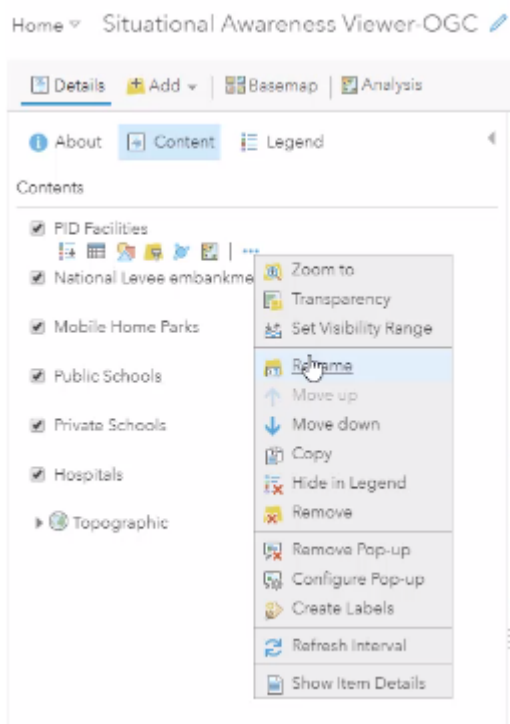 Home Situational Awareness Viewer-OGC
Details Add Basemap Analysis
About Content Legend
Contents
PID Facilities
National Levee embankme
Mobile Home Parks
Public Schools
Private Schools
Hospitals
Topographic
Zoom to
Transparency
Set Visibility Range
Rename
Move up
Move down
Copy
Hide in Legend
Remove
Remove Pop-up
Configure Pop-up
Create Labels
Refresh Interval
Show Item Details